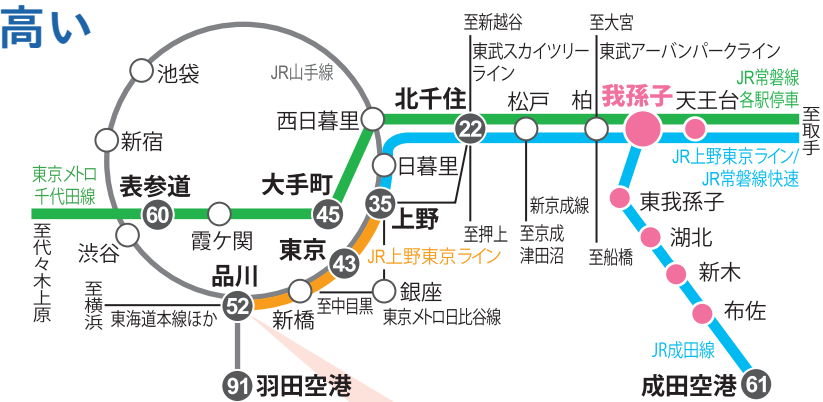 高い
至新越谷
至大宮
東武スカイツリー
ライン
東武アーバンパークライン
池袋
JR山手線
JR常磐線
各駅停車
北千住
松戸
柏
我孫子
天王台
西日暮里
22
至取手
新宿
日暮里
JR上野東京ライン/
JR常磐線快速
東京メトロ
千代田線
表参道
大手町
60
45
35
上野
新京成線
東我孫子
至代々木上原
霞ケ関
至押上
至京成
津田沼
湖北
渋谷
東京
43
JR上野東京ライン
至船橋
新木
品川
至横浜
52
銀座
至中目黒
布佐
東海道本線ほか
新橋
東京メトロ日比谷線
JR成田線
91
羽田空港
成田空港
61